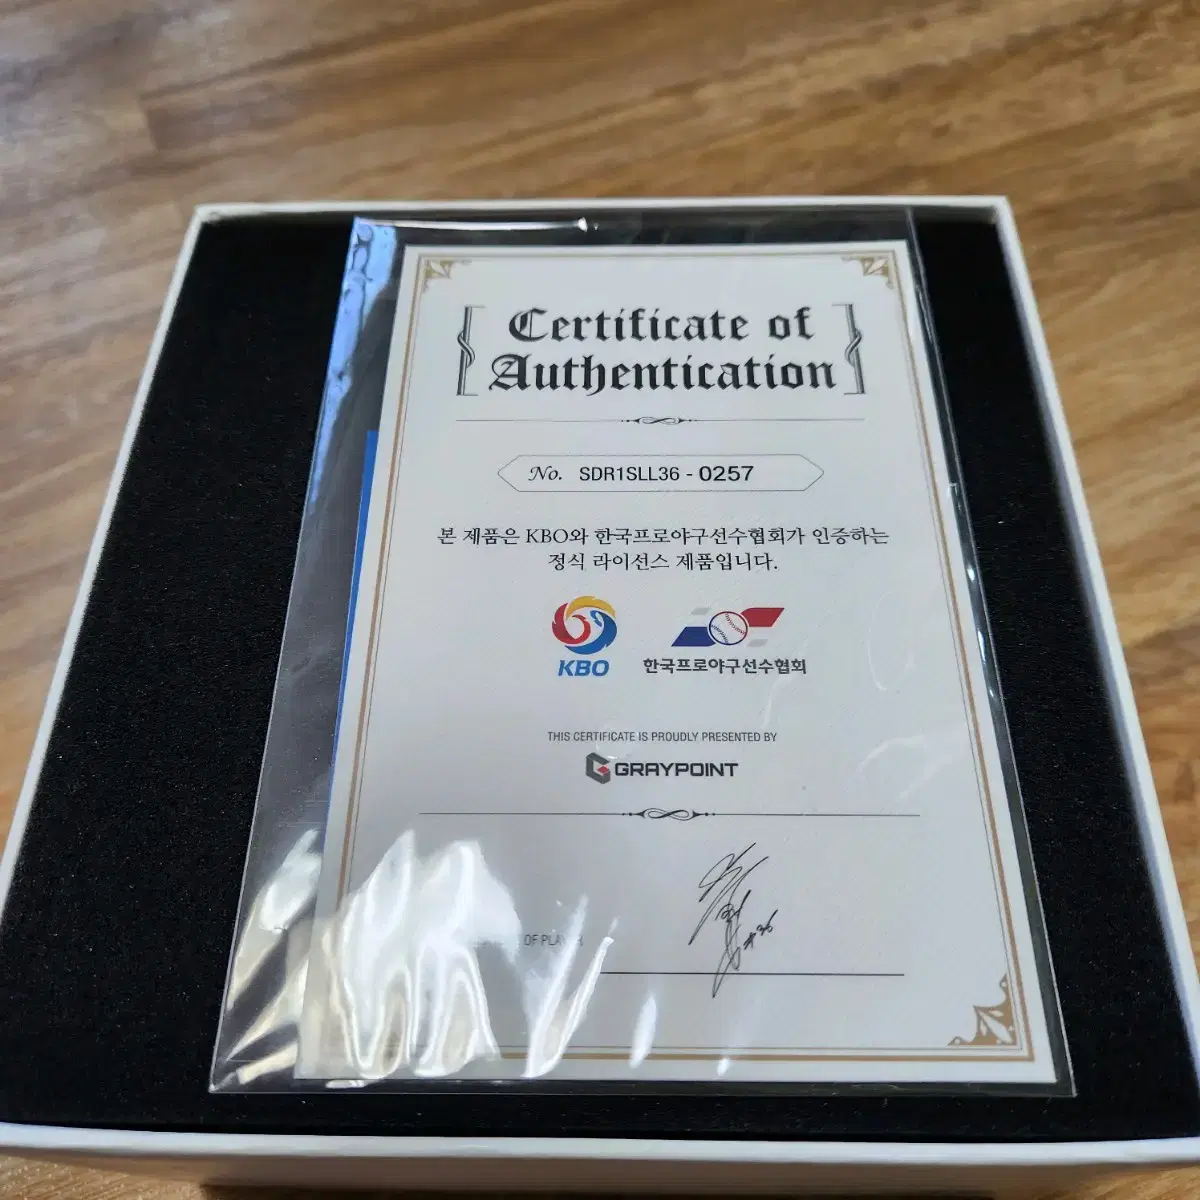 Certificate of
Authentication
No. SDR1SLL36 - 0257
본 제품은 KBO와 한국프로야구선수협회가 인증하는
정식 라이선스 제품입니다.
KBO
한국프로야구선수협회
THIS CERTIFICATE IS PROUDLY PRESENTED BY
GRAYPOINT
OF PLAYER
#36